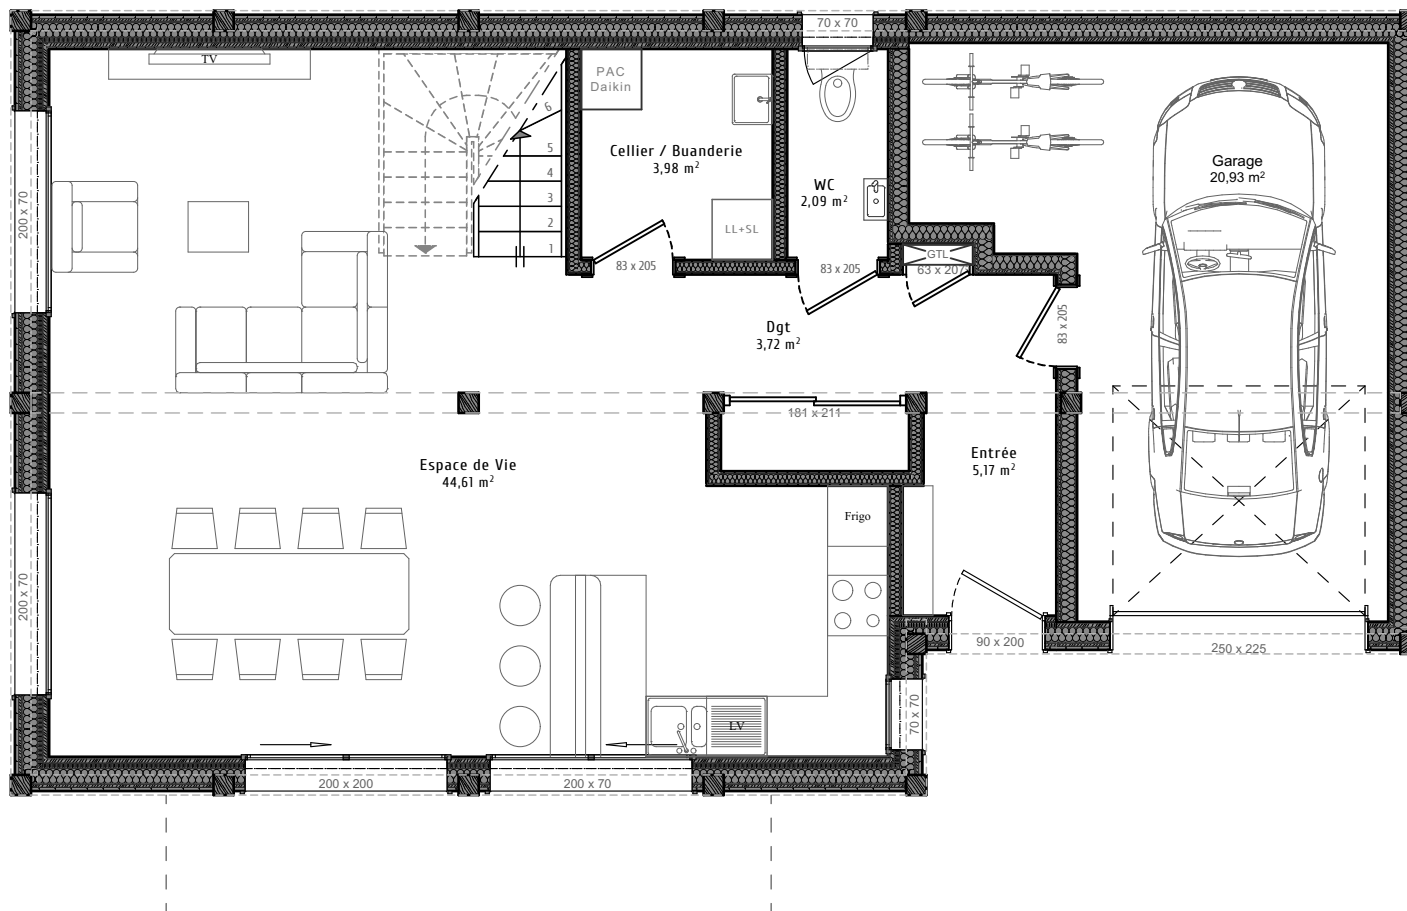 70 x 70
TV
PAC
Daikin
6
5
4
3
2
1
Cellier / Buanderie
3,98 m²
WC
2,09 m²
Garage
20,93 m²
200 x 70
LL+SL
GTL
63 x 207
83 x 205
83 x 205
83 x 205
Dgt
3,72 m²
181 x 211
Espace de Vie
44,61 m²
Entrée
5,17 m²
Frigo
200 x 70
90 x 200
250 x 225
70 x 70
LV
200 x 200
200 x 70